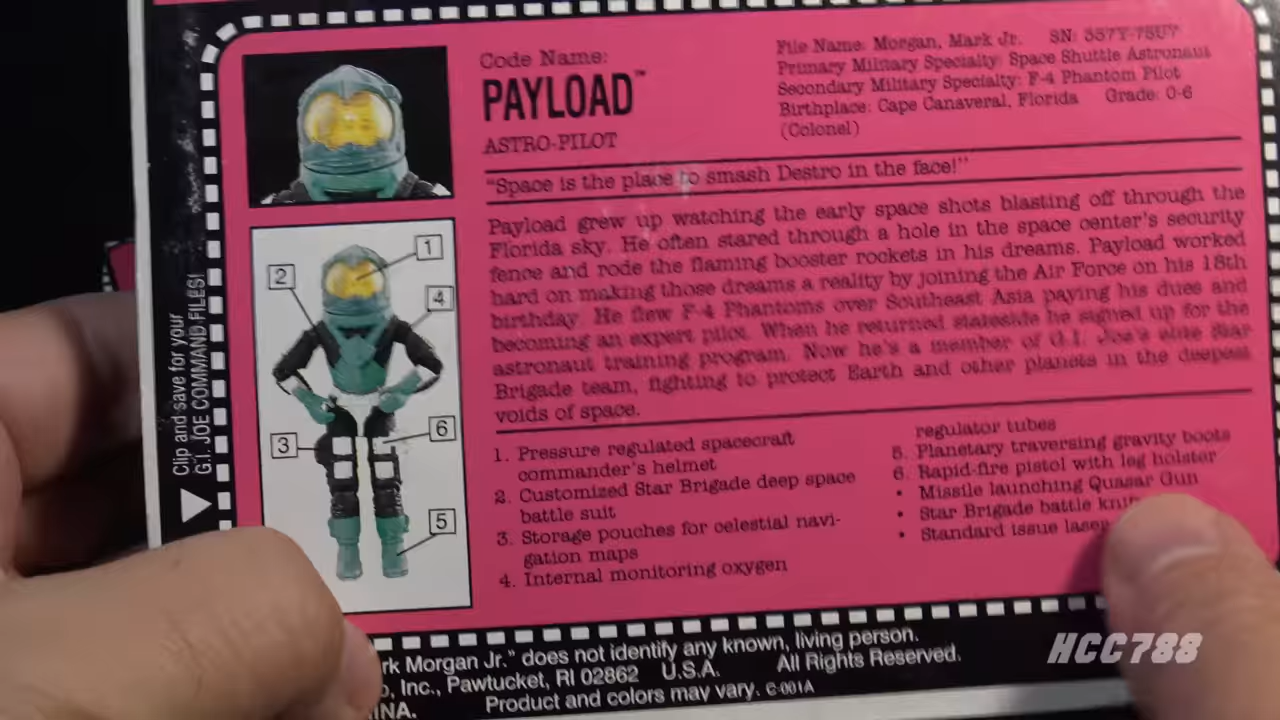 Code Name:
PAYLOAD™
ASTRO-PILOT
File Name: Morgan, Mark Jr. SN:
Primary Military Specialty: Space Shuttle Astronaut
Secondary Military Specialty: F-4 Phantom Pilot
Birthplace: Cape Canaveral, Florida Grade: 0-6
(Colonel)
"Space is the place to smash Destro in the face!"
Payload grew up watching the early space shots blasting off through the
Florida sky. He often stared through a hole in the space center's security
fence and rode the flaming booster rockets in his dreams. Payload worked
hard on making those dreams a reality by joining the Air Force on his 18th
birthday. He flew F-4 Phantoms over Southeast Asia paying his dues and
becoming an expert pilot. When he returned stateside he signed up for the
astronaut training program. Now he's a member of G.I. Joe's elite Star
Brigade team, fighting to protect Earth and other planets in the deepest
voids of space.
1
2
4
3
6
5
1. Pressure regulated spacecraft
commander's helmet
2. Customized Star Brigade deep space
battle suit
3. Storage pouches for celestial navi-
gation maps
4. Internal monitoring oxygen
regulator tubes
5. Planetary traversing gravity boots
6. Rapid-fire pistol with leg holster
• Missile launching Quasar Gun
• Star Brigade battle kni
• Standard issue laser
Clip and save for your
G.I. JOE COMMAND FILES!
rk Morgan Jr." does not identify any known, living person.
, Inc., Pawtucket, RI 02862 U.S.A. All Rights Reserved.
INA. Product and colors may vary. C-001A
HCC788